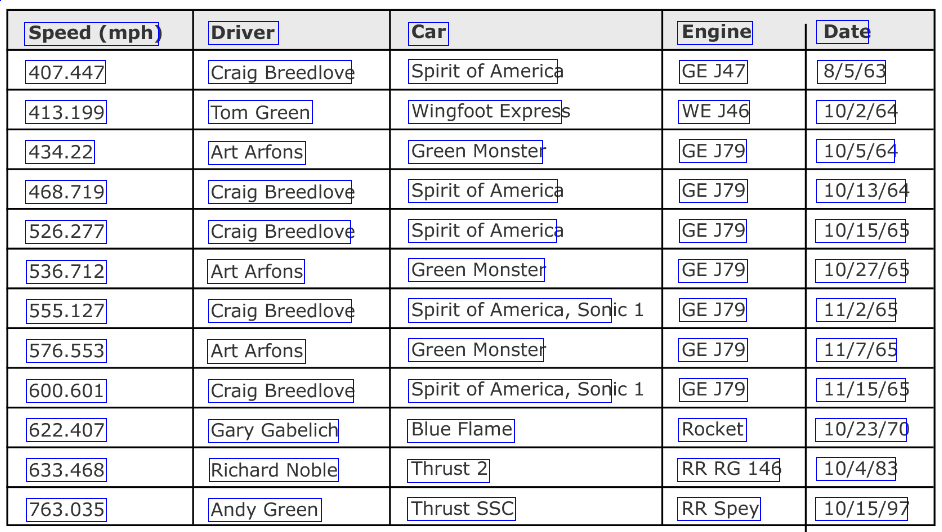 Speed (mph) Driver Car Engine Date
407.447 Craig Breedlove Spirit of America GE J47 8/5/63
413.199 Tom Green Wingfoot Express WE J46 10/2/64
434.22 Art Arfons Green Monster GE J79 10/5/64
468.719 Craig Breedlove Spirit of America GE J79 10/13/64
526.277 Craig Breedlove Spirit of America GE J79 10/15/65
536.712 Art Arfons Green Monster GE J79 10/27/65
555.127 Craig Breedlove Spirit of America, Sonic 1 GE J79 11/2/65
576.553 Art Arfons Green Monster GE J79 11/7/65
600.601 Craig Breedlove Spirit of America, Sonic 1 GE J79 11/15/65
622.407 Gary Gabelich Blue Flame Rocket 10/23/70
633.468 Richard Noble Thrust 2 RR RG 146 10/4/83
763.035 Andy Green Thrust SSC RR Spey 10/15/97